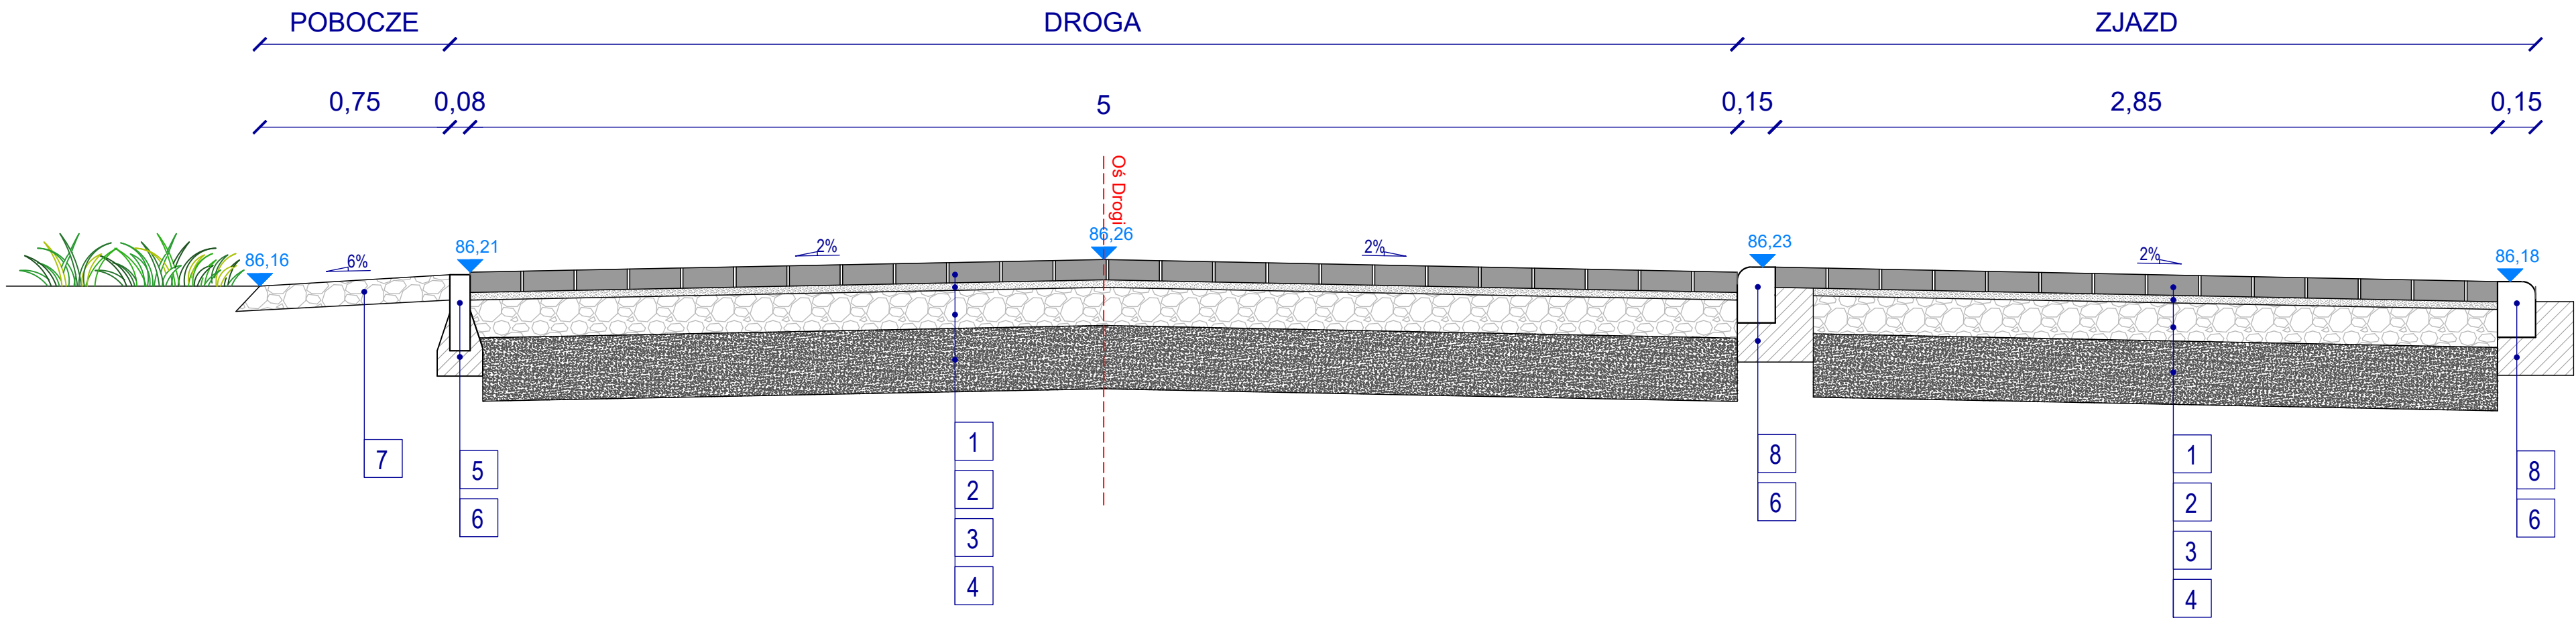 POBOCZE DROGA ZJAZD
0,75 0,08 5 0,15 2,85 0,15
Oś Drogi
86,16 6% 86,21 2% 86,26 2% 86,23 2% 86,18
7 5 1 8 1 8
6 2 6 2 6
3 3
4 4